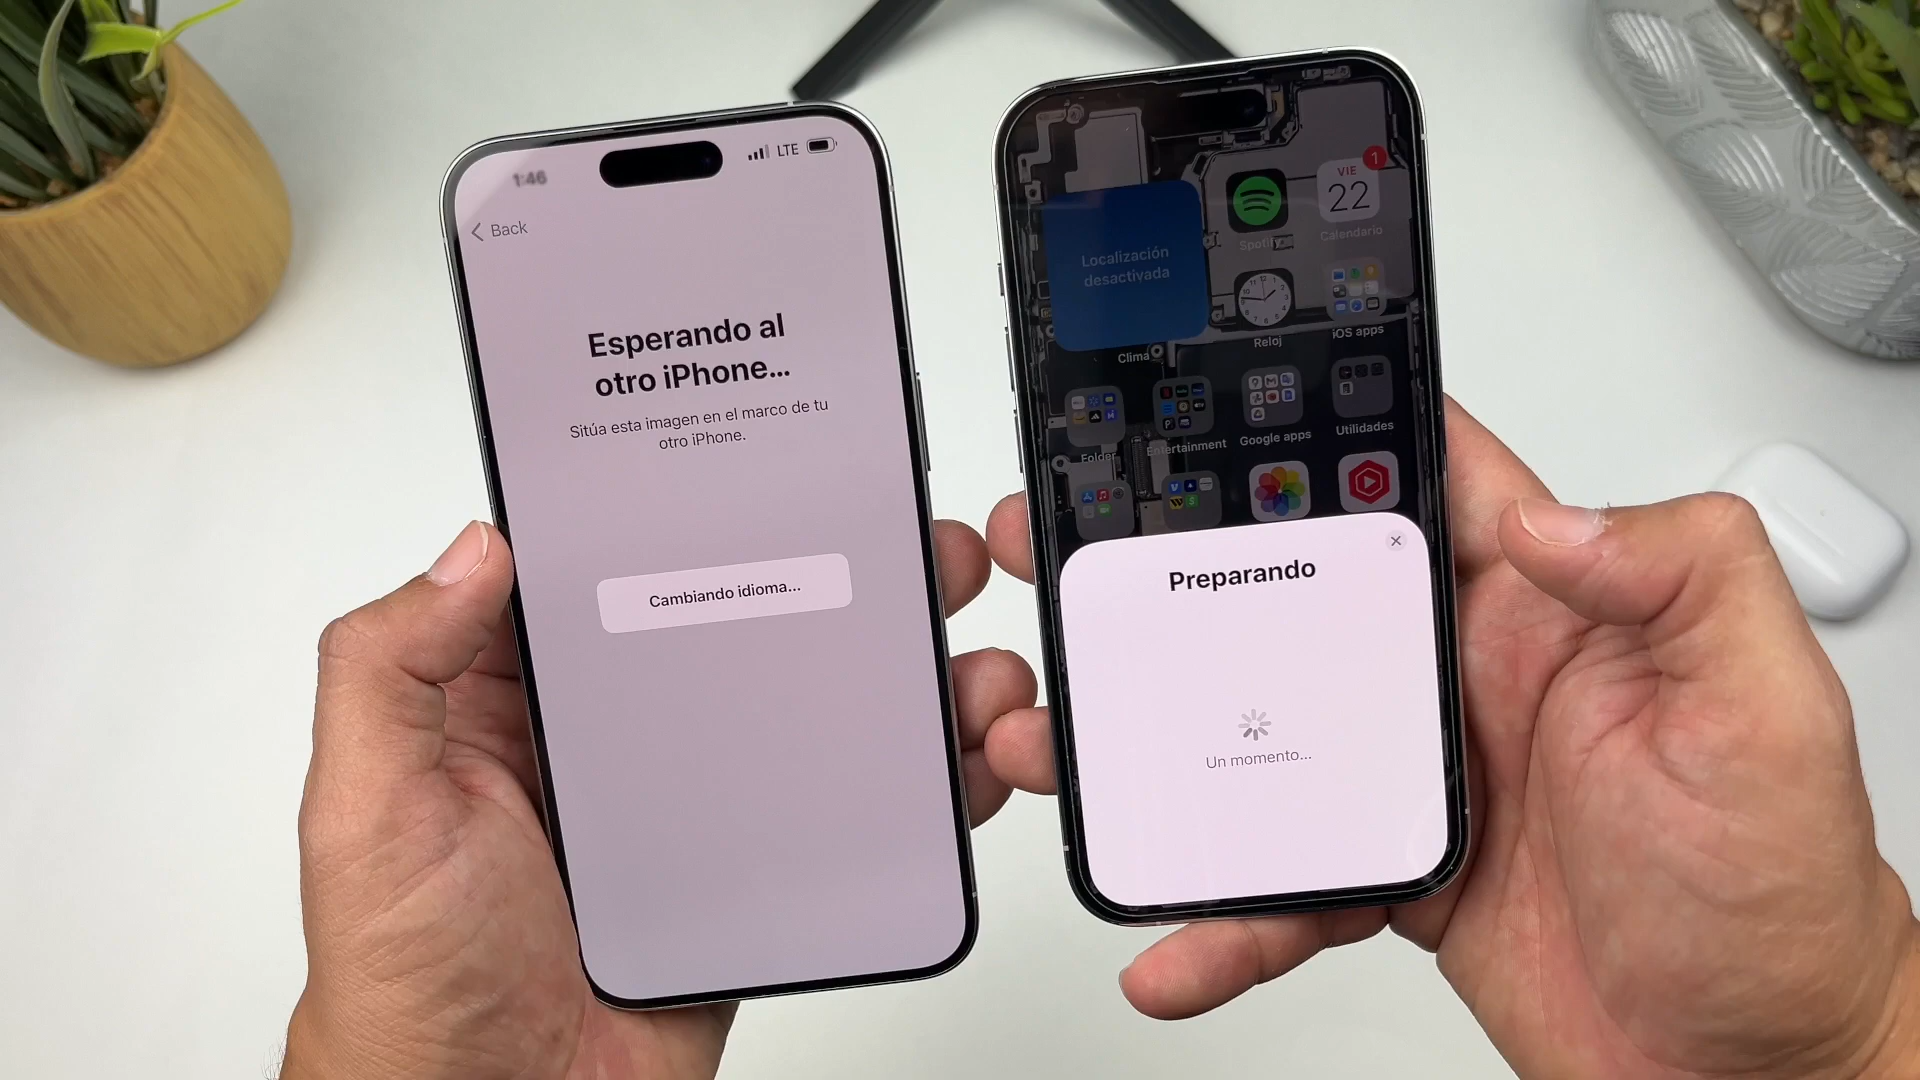 1:46
LTE
Back
Esperando al
otro iPhone...
Sitúa esta imagen en el marco de tu
otro iPhone.
Cambiando idioma...
1
VIE
22
Localización
desactivada
Spotify
Calendario
Clima
Reloj
iOS apps
Folder
Entertainment
Google apps
Utilidades
Preparando
Un momento...